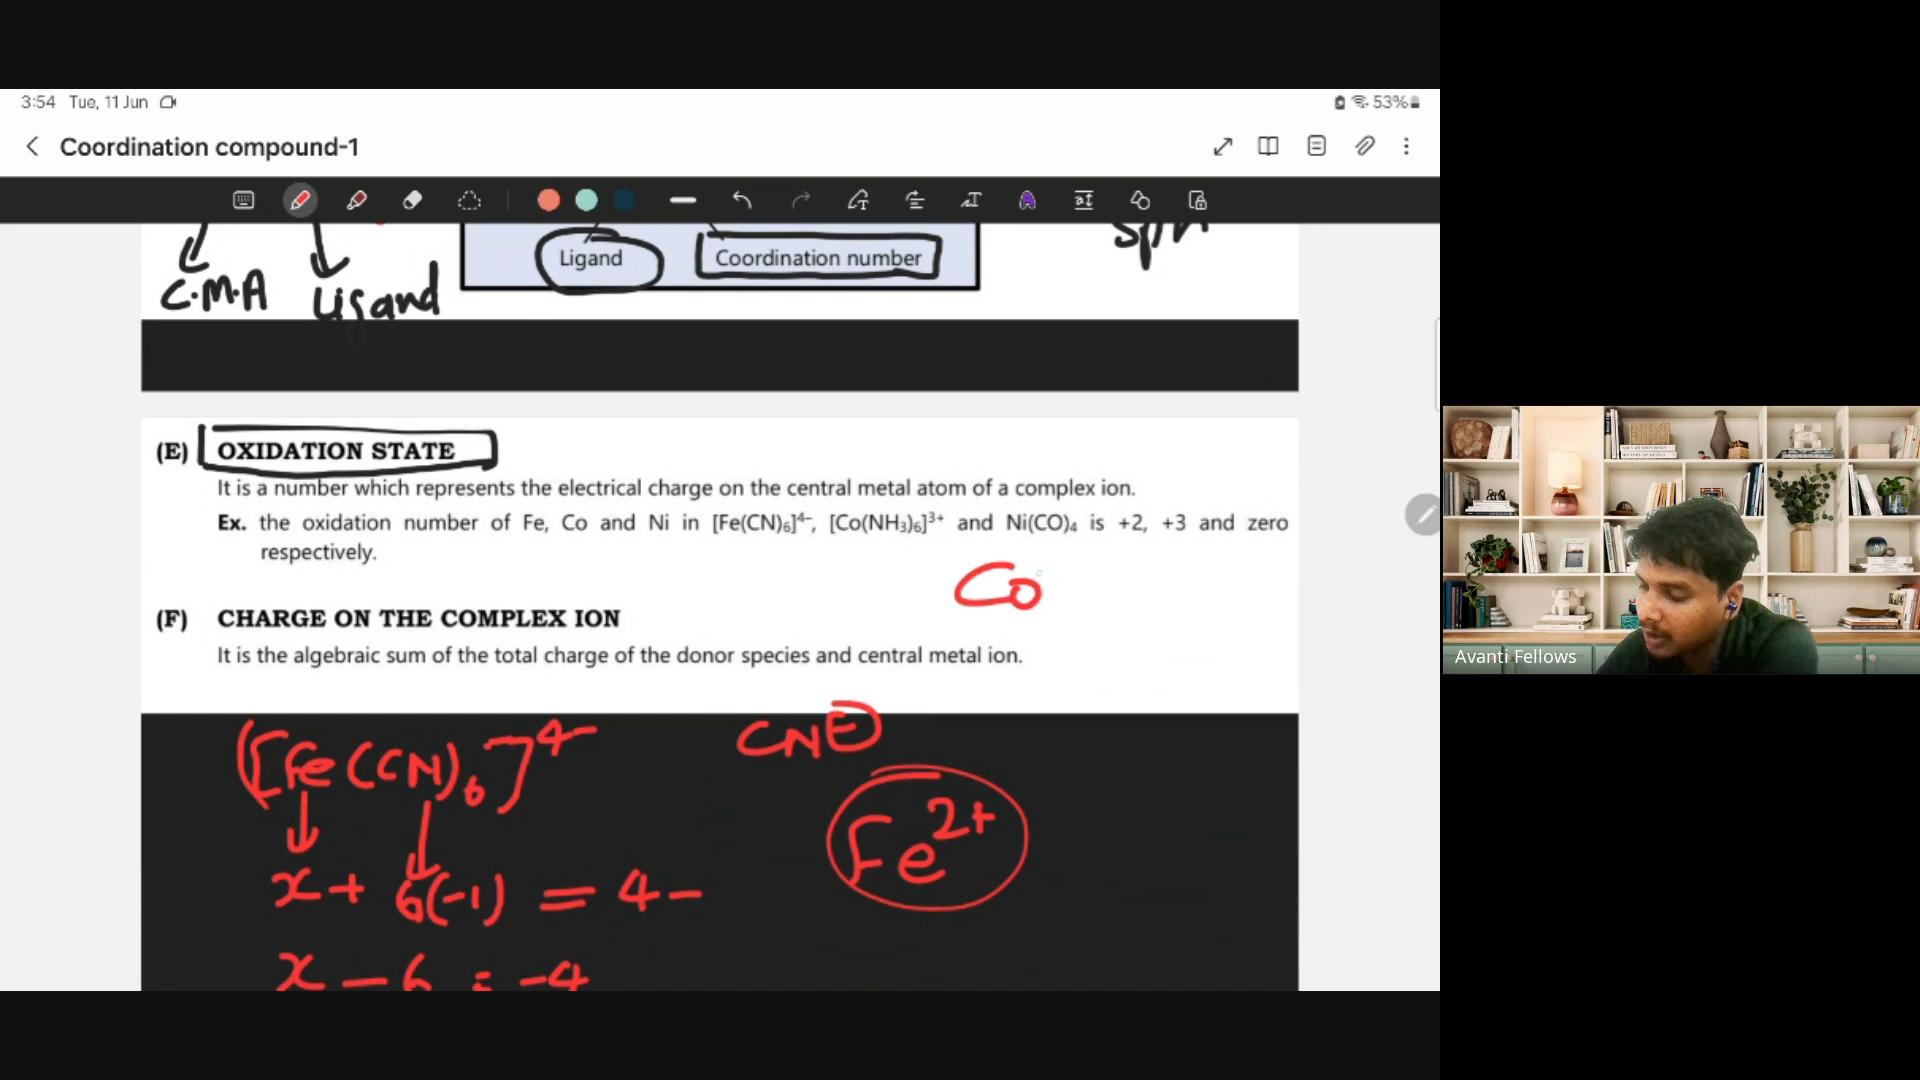 3:54 Tue, 11 Jun
53%
Coordination compound-1
Ligand
Coordination number
Spin
C.M.A
Ligand
(E) OXIDATION STATE
It is a number which represents the electrical charge on the central metal atom of a complex ion.
Ex. the oxidation number of Fe, Co and Ni in [Fe(CN)₆]⁴⁻, [Co(NH₃)₆]³⁺ and Ni(CO)₄ is +2, +3 and zero
respectively.
Co
(F) CHARGE ON THE COMPLEX ION
It is the algebraic sum of the total charge of the donor species and central metal ion.
[Fe(CN)₆]⁴⁻
CN⊖
Fe²⁺
x + 6(-1) = 4-
x - 6 = -4
Avanti Fellows